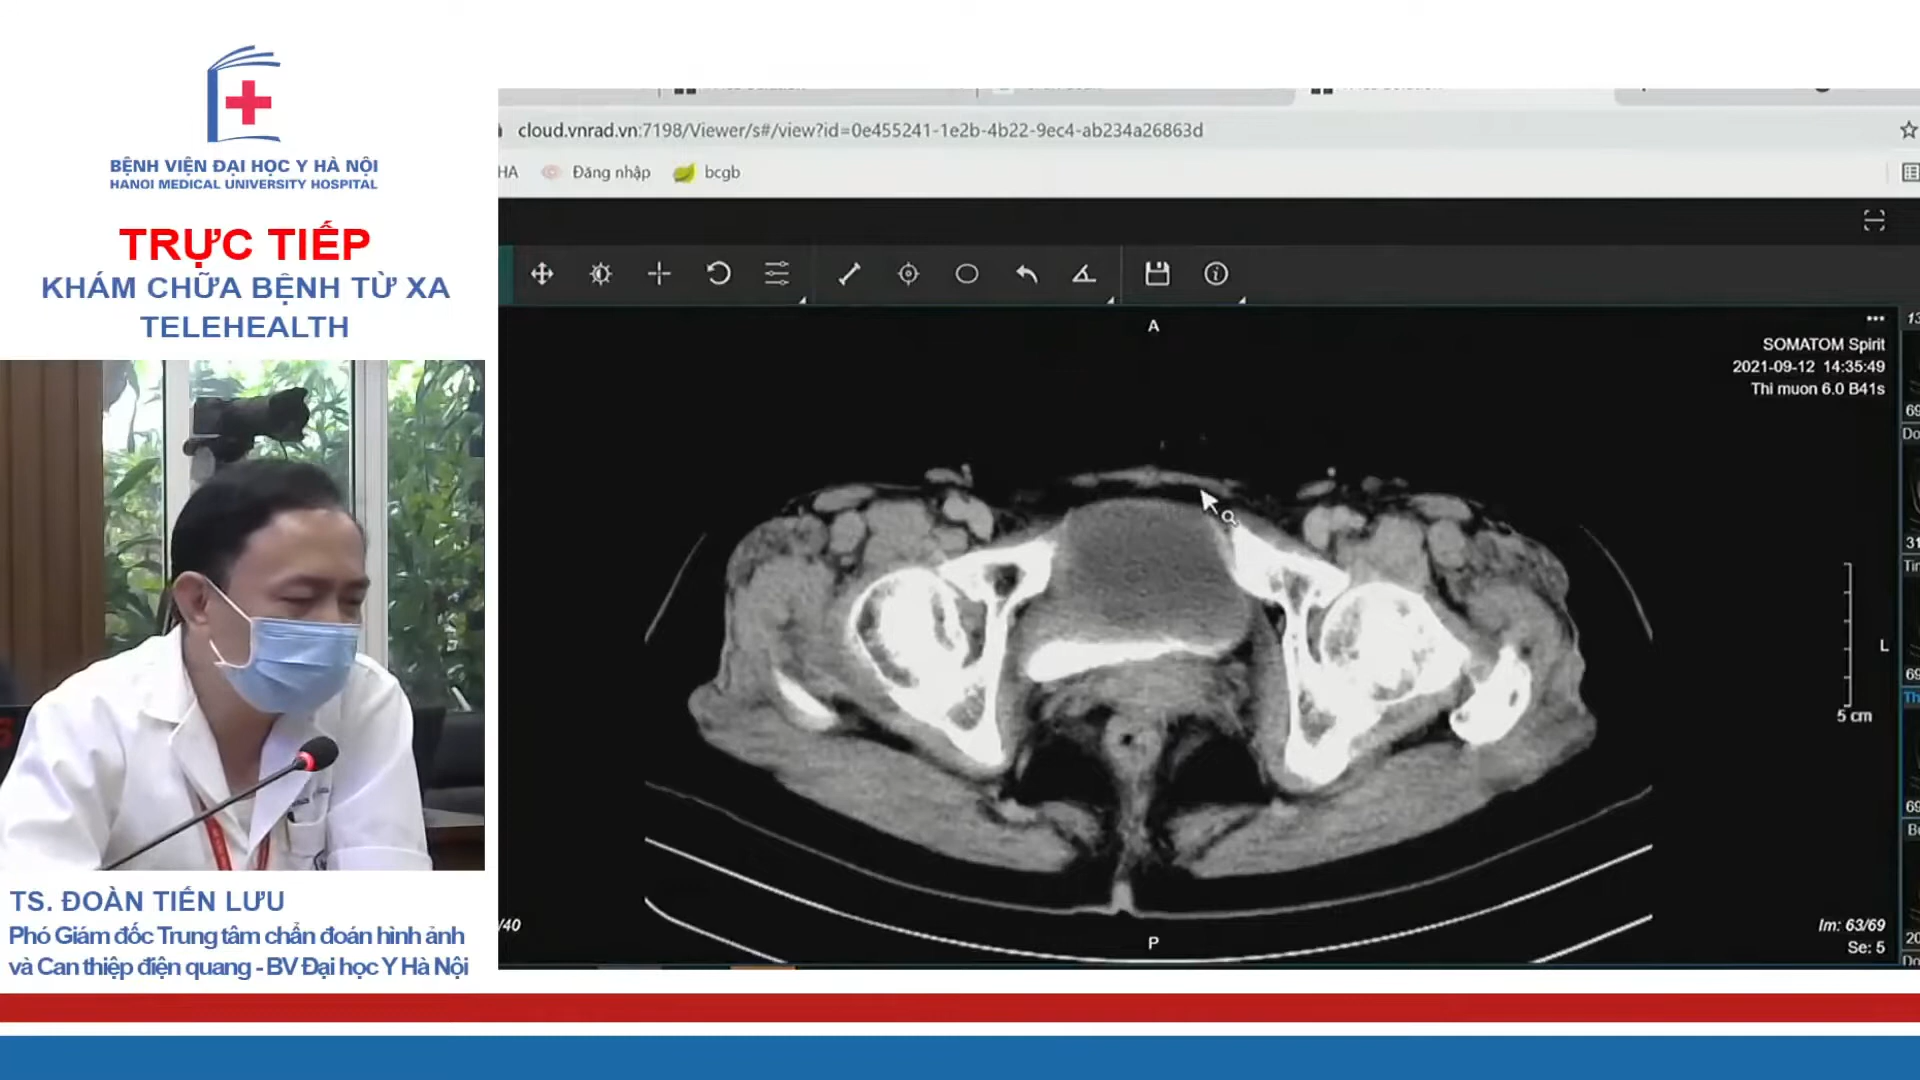 BỆNH VIỆN ĐẠI HỌC Y HÀ NỘI
HANOI MEDICAL UNIVERSITY HOSPITAL
TRỰC TIẾP
KHÁM CHỮA BỆNH TỪ XA
TELEHEALTH
TS. ĐOÀN TIẾN LƯU
Phó Giám đốc Trung tâm chẩn đoán hình ảnh
và Can thiệp điện quang - BV Đại học Y Hà Nội
cloud.vnrad.vn:7198/Viewer/s#/view?id=0e455241-1e2b-4b22-9ec4-ab234a26863d
HA Đăng nhập bcgb
A
SOMATOM Spirit
2021-09-12 14:35:49
Thi muon 6.0 B41s
L
5 cm
/40
P
Im: 63/69
Se: 5